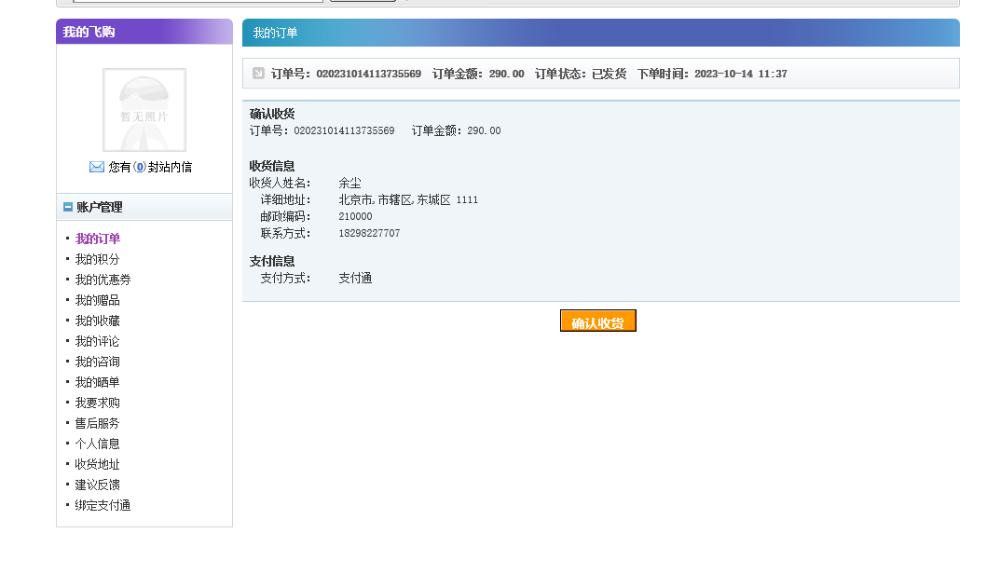 我的飞购
暂无照片
您有(0)封站内信
账户管理
我的订单
我的积分
我的优惠券
我的赠品
我的收藏
我的评论
我的咨询
我的晒单
我要求购
售后服务
个人信息
收货地址
建议反馈
绑定支付通
我的订单
订单号：020231014113735569 订单金额：290.00 订单状态：已发货 下单时间：2023-10-14 11:37
确认收货
订单号：020231014113735569 订单金额：290.00
收货信息
收货人姓名： 余尘
详细地址： 北京市,市辖区,东城区 1111
邮政编码： 210000
联系方式： 18298227707
支付信息
支付方式： 支付通
确认收货